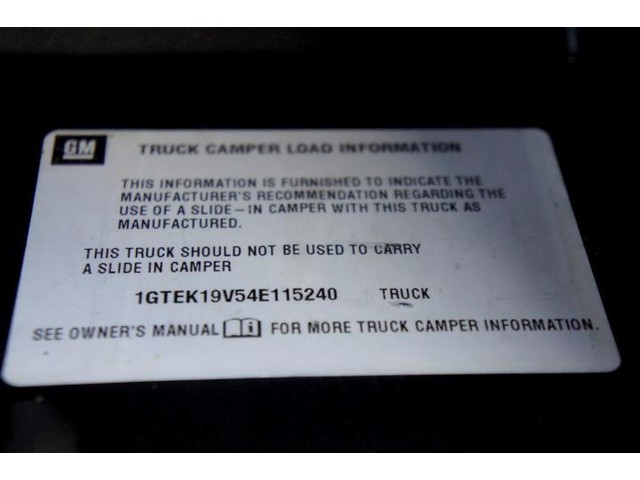 GM
TRUCK CAMPER LOAD INFORMATION
THIS INFORMATION IS FURNISHED TO INDICATE THE
MANUFACTURER'S RECOMMENDATION REGARDING THE
USE OF A SLIDE-IN CAMPER WITH THIS TRUCK AS
MANUFACTURED.
THIS TRUCK SHOULD NOT BE USED TO CARRY
A SLIDE IN CAMPER
1GTEK19V54E115240 TRUCK
SEE OWNER'S MANUAL i FOR MORE TRUCK CAMPER INFORMATION.